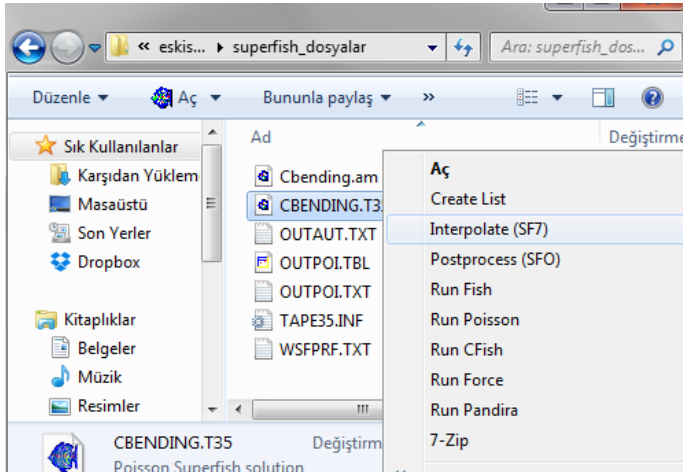 « eskis... ▸ superfish_dosyalar
Ara: superfish_dos...
Düzenle Aç Bununla paylaş »
Ad Değiştirme
Sık Kullanılanlar
Karşıdan Yüklem
Masaüstü
Son Yerler
Dropbox
Kitaplıklar
Belgeler
Müzik
Resimler
Cbending.am
CBENDING.T3
OUTAUT.TXT
OUTPOI.TBL
OUTPOI.TXT
TAPE35.INF
WSFPRF.TXT
Aç
Create List
Interpolate (SF7)
Postprocess (SFO)
Run Fish
Run Poisson
Run CFish
Run Force
Run Pandira
7-Zip
CBENDING.T35 Değiştirm
Poisson Superfish solution